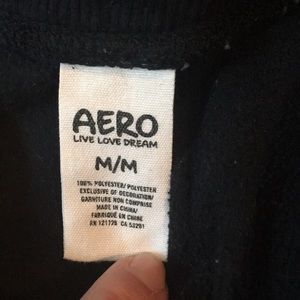 AERO
LIVE LOVE DREAM
M/M
100% POLYESTER/ POLYESTER
EXCLUSIVE OF DECORATION/
GARNITURE NON COMPRISE
MADE IN CHINA/
FABRIQUÉ EN CHINE
RN 121726 CA 53291